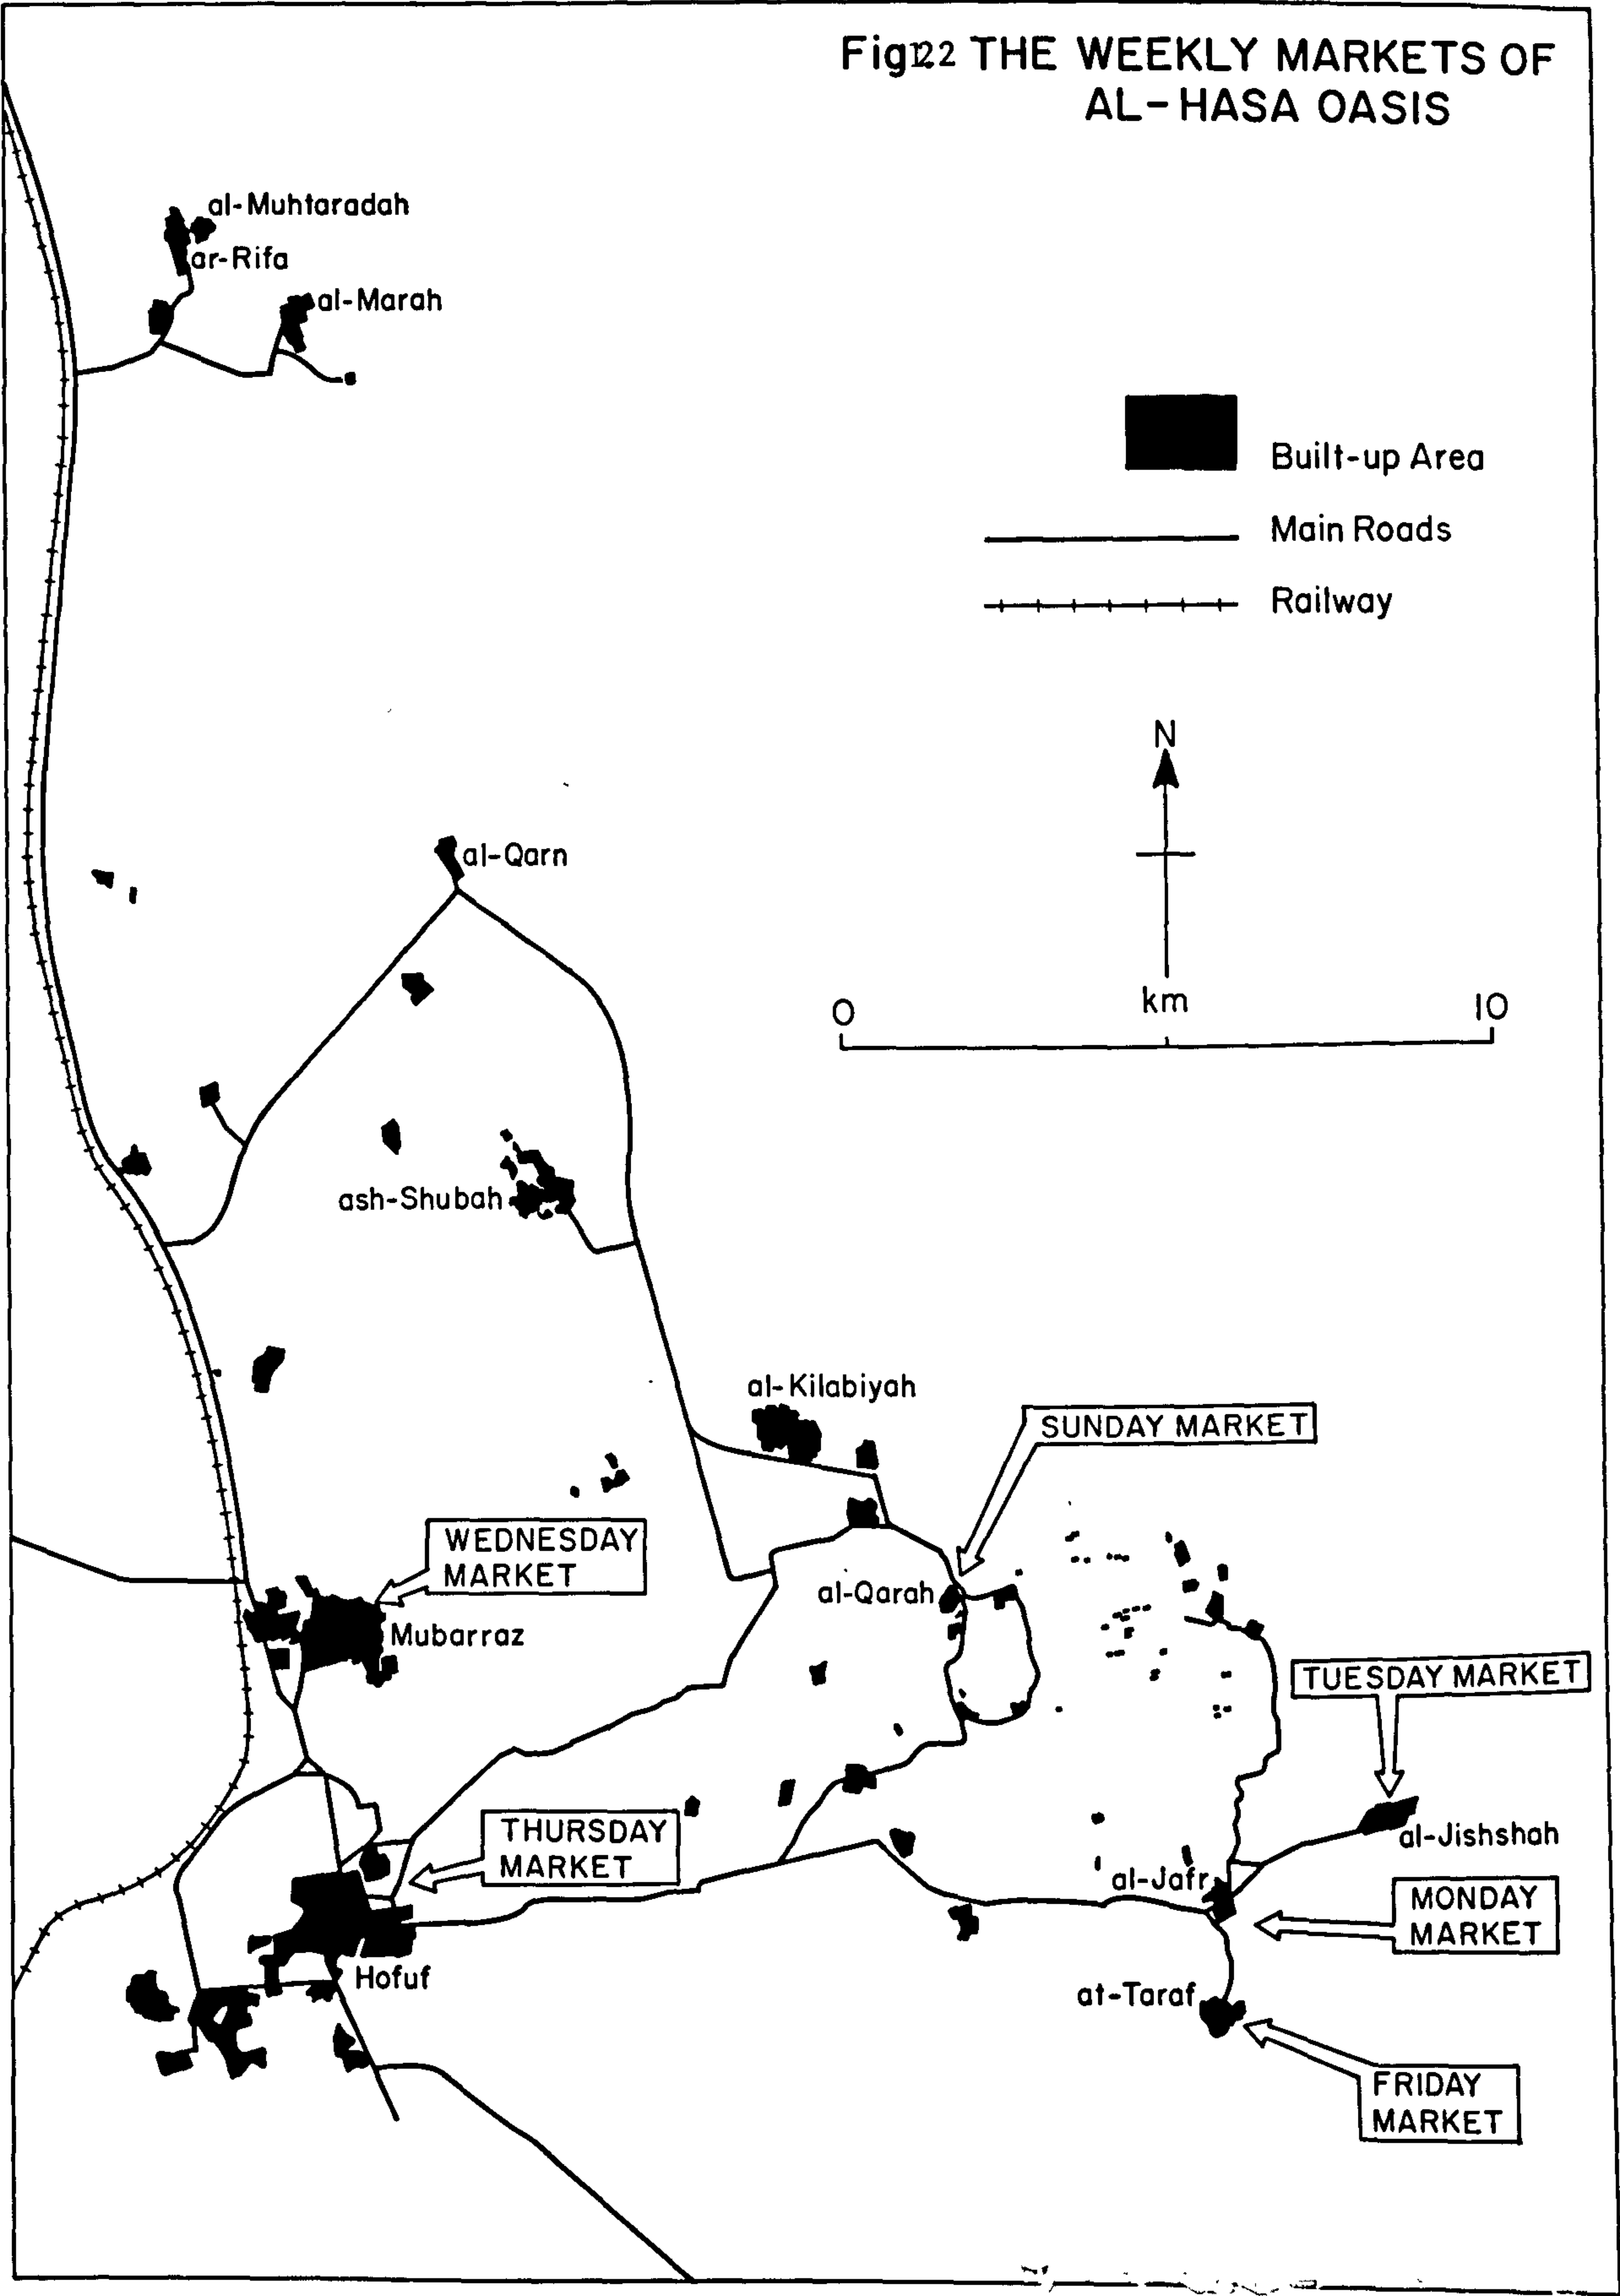 Fig12.2 THE WEEKLY MARKETS OF
AL-HASA OASIS
al-Muhtaradah
ar-Rifa
al-Marah
Built-up Area
Main Roads
Railway
N
km
0
10
al-Qarn
ash-Shubah
al-Kilabiyah
SUNDAY MARKET
WEDNESDAY
MARKET
al-Qarah
Mubarraz
TUESDAY MARKET
THURSDAY
MARKET
al-Jishshah
al-Jafr
MONDAY
MARKET
Hofuf
at-Taraf
FRIDAY
MARKET